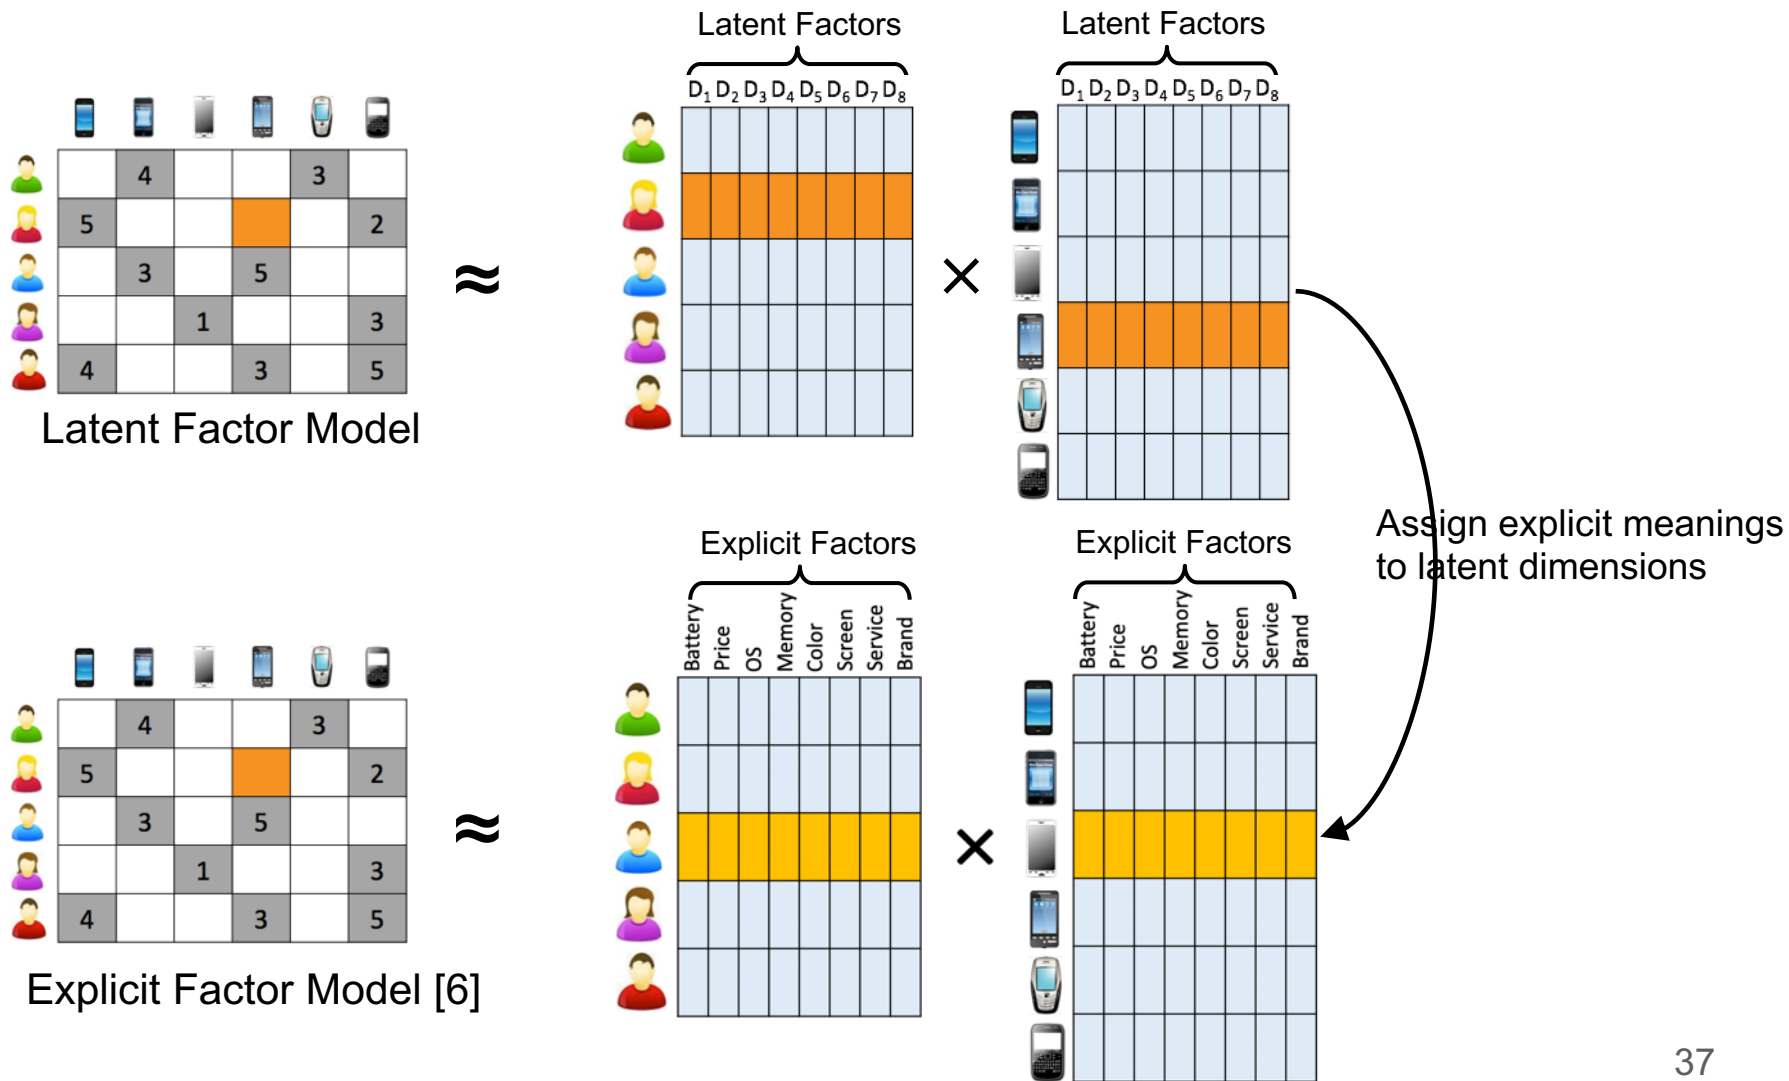 Latent Factors
Latent Factors
D1 D2 D3 D4 D5 D6 D7 D8
D1 D2 D3 D4 D5 D6 D7 D8
4 3
5 2
3 5
1 3
4 3 5
≈
×
Latent Factor Model
Assign explicit meanings
to latent dimensions
Explicit Factors
Explicit Factors
Battery
Price
OS
Memory
Color
Screen
Service
Brand
Battery
Price
OS
Memory
Color
Screen
Service
Brand
4 3
5 2
3 5
1 3
4 3 5
≈
×
Explicit Factor Model [6]
37